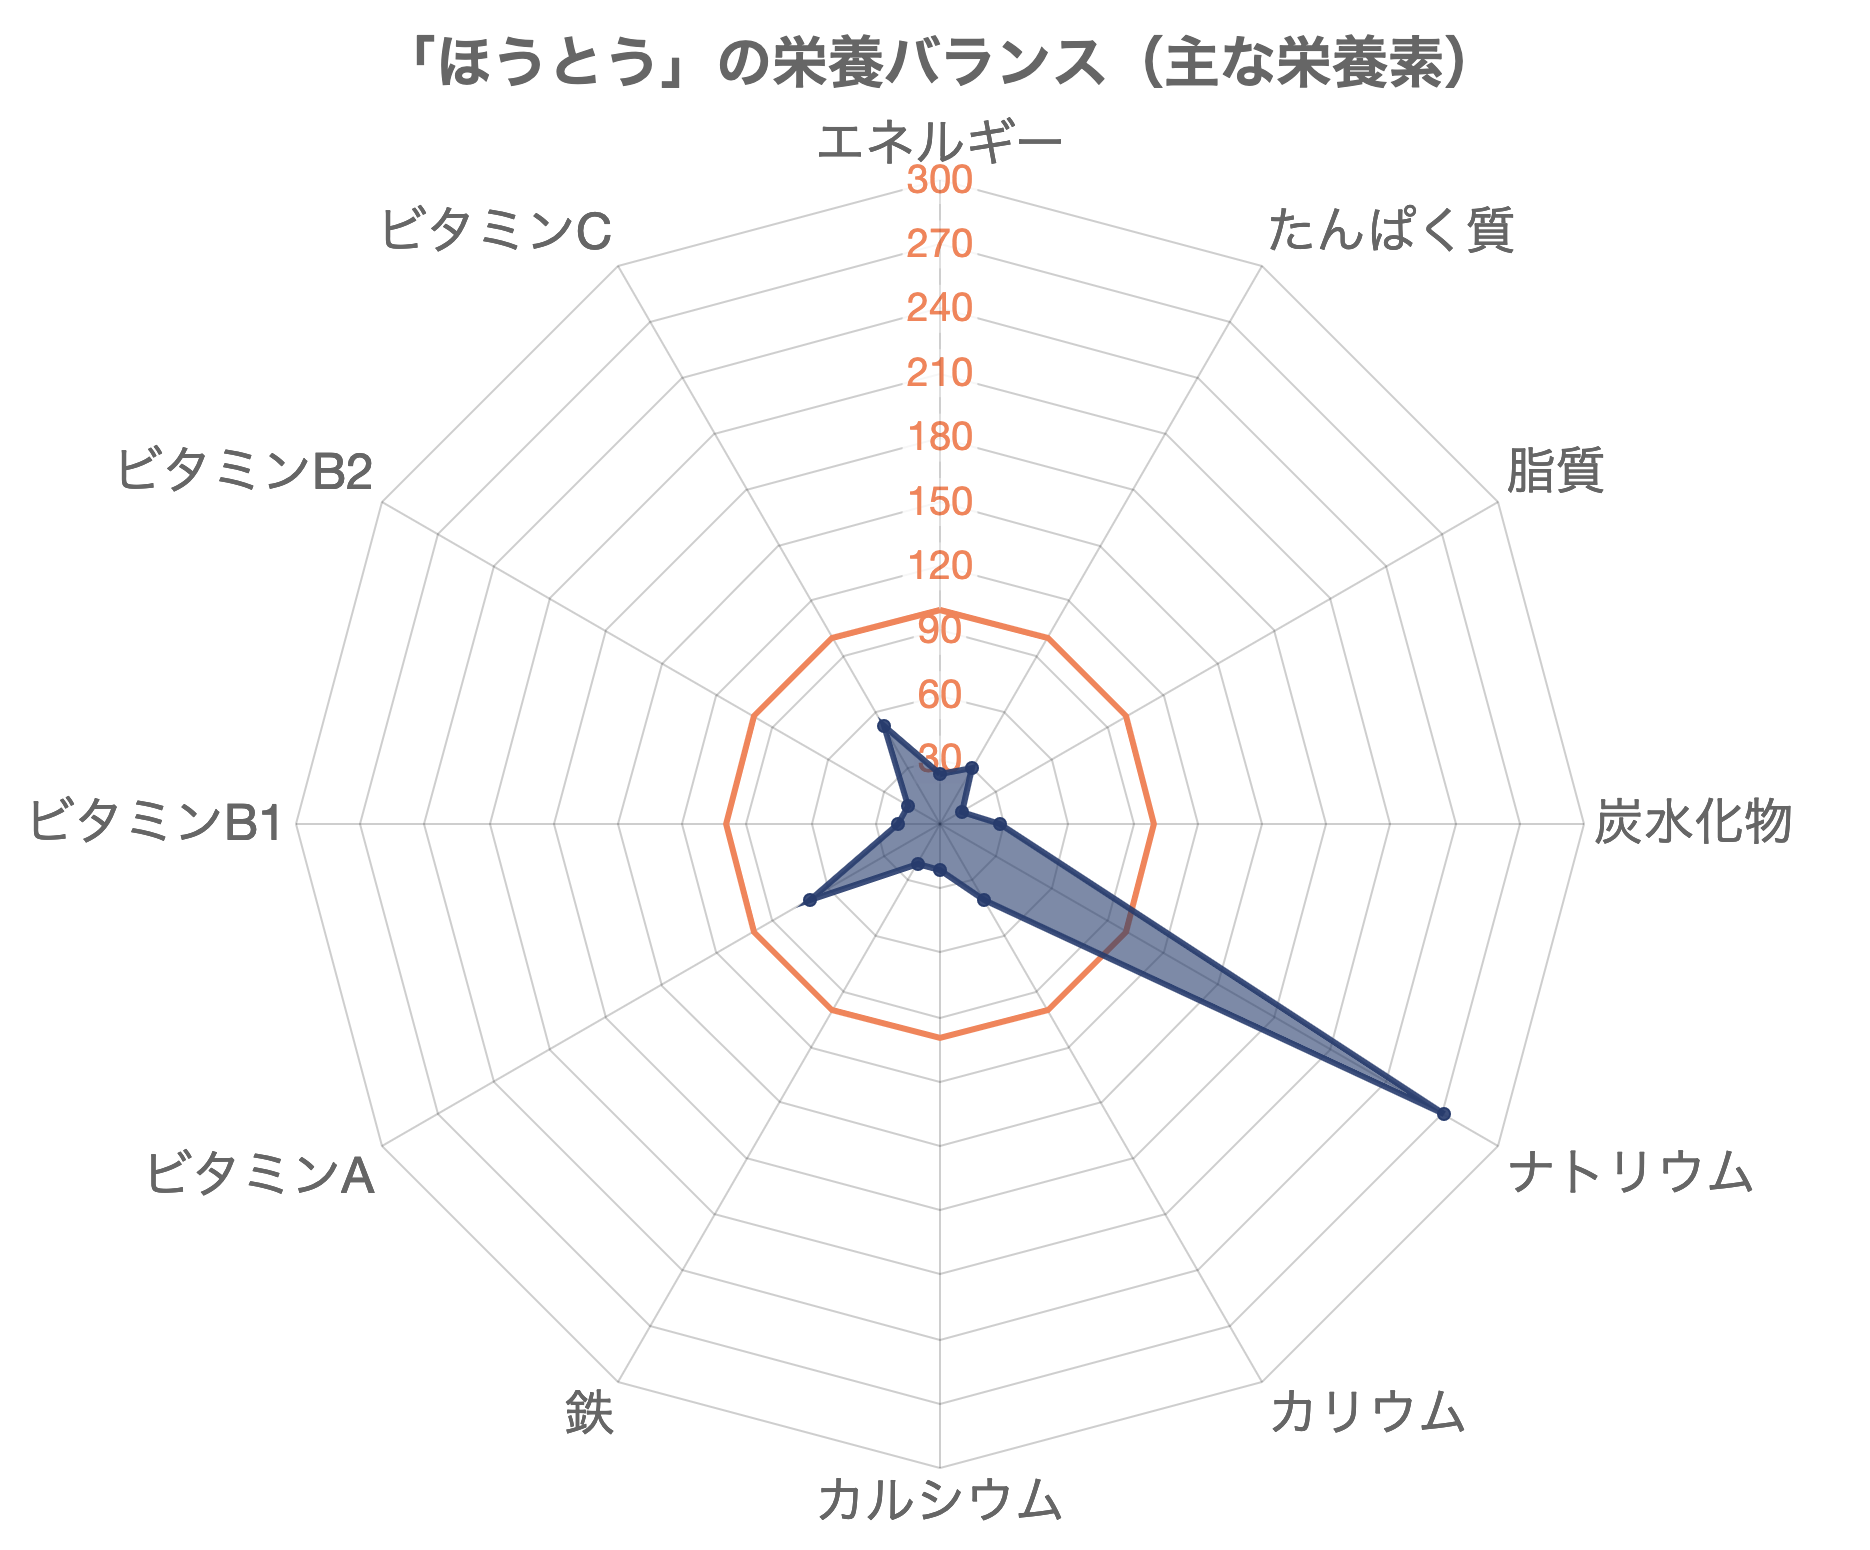 「ほうとう」の栄養バランス（主な栄養素）
エネルギー
たんぱく質
脂質
炭水化物
ナトリウム
カリウム
カルシウム
鉄
ビタミンA
ビタミンB1
ビタミンB2
ビタミンC
300
270
240
210
180
150
120
90
60
30